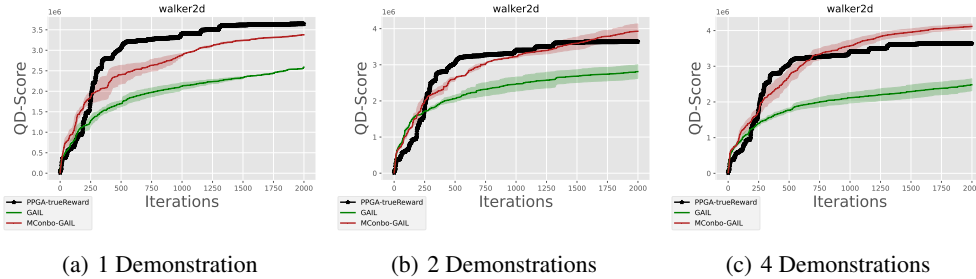 walker2d
1e6
QD-Score
3.5
3.0
2.5
2.0
1.5
1.0
0.5
0.0
0 250 500 750 1000 1250 1500 1750 2000
Iterations
PPGA-trueReward
GAIL
MConbo-GAIL
(a) 1 Demonstration
walker2d
1e6
QD-Score
4
3
2
1
0
0 250 500 750 1000 1250 1500 1750 2000
Iterations
PPGA-trueReward
GAIL
MConbo-GAIL
(b) 2 Demonstrations
walker2d
1e6
QD-Score
4
3
2
1
0
0 250 500 750 1000 1250 1500 1750 2000
Iterations
PPGA-trueReward
GAIL
MConbo-GAIL
(c) 4 Demonstrations